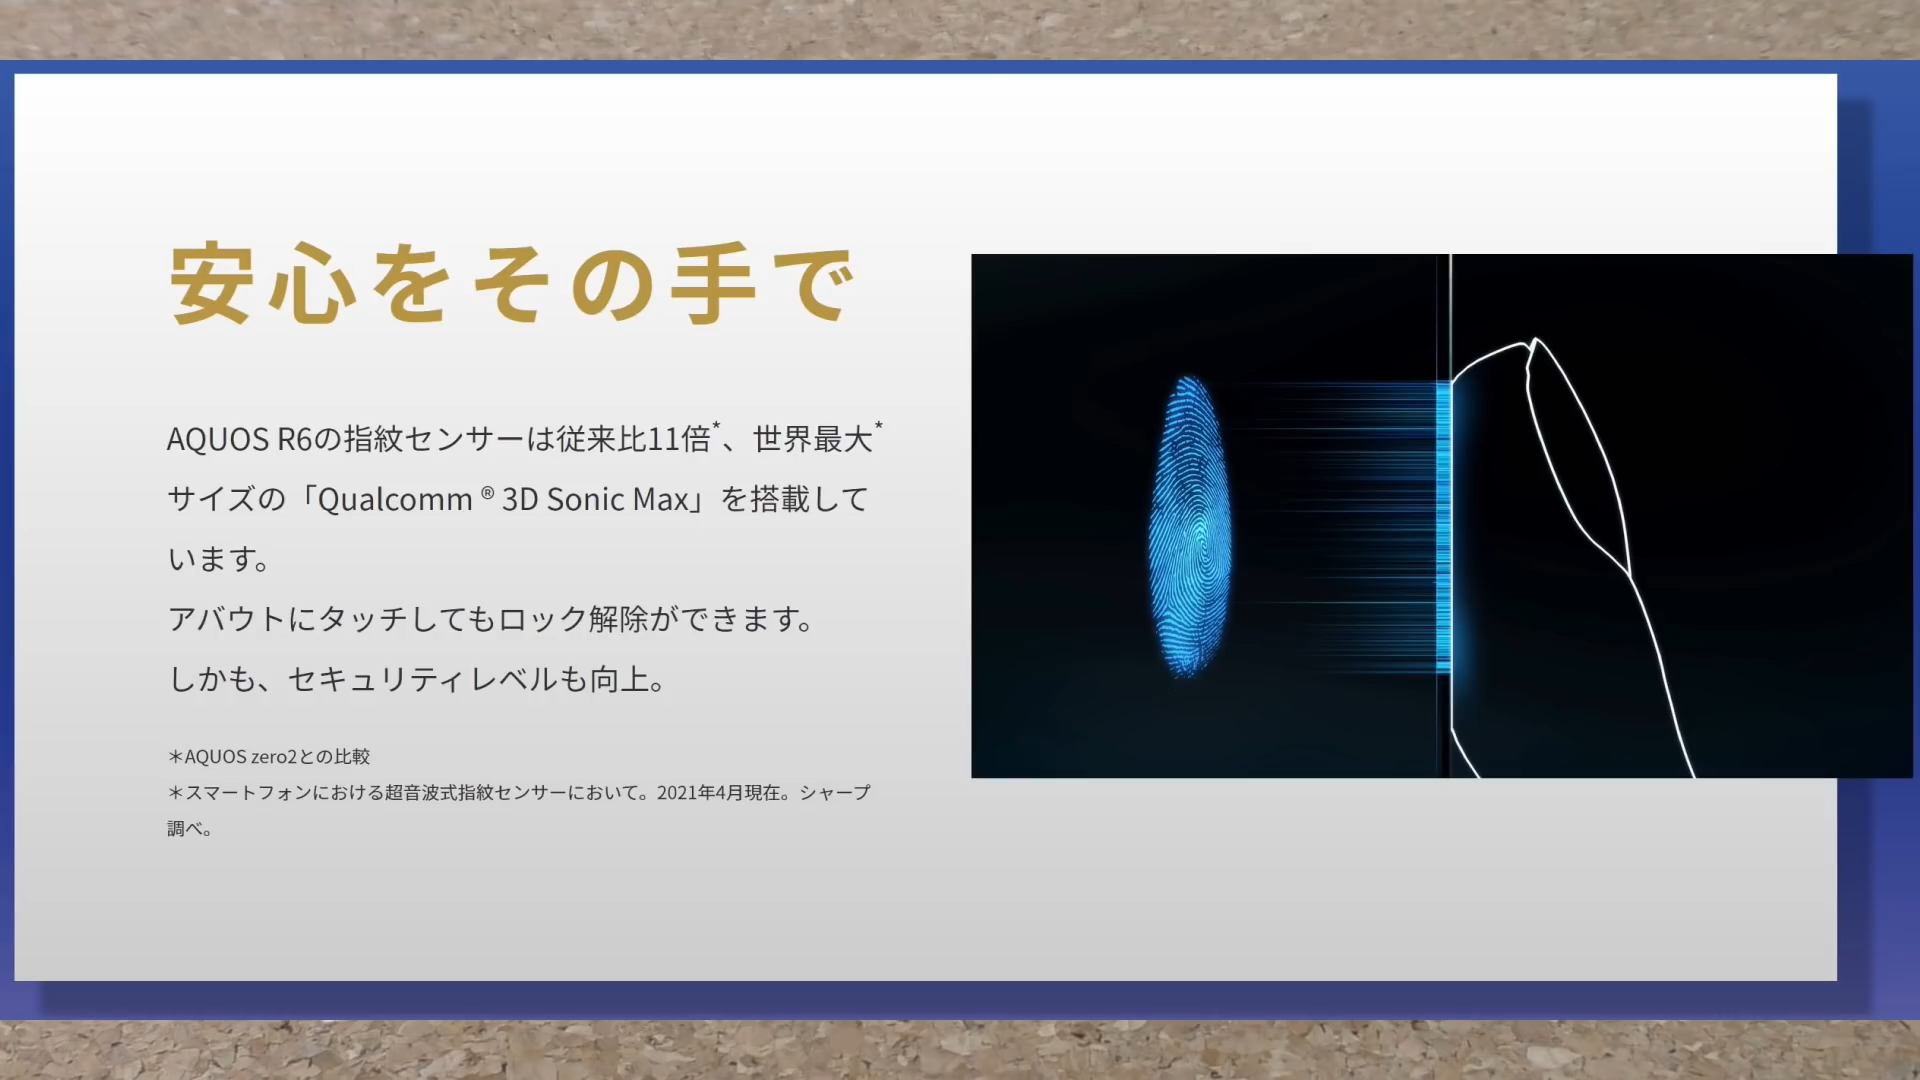 安心をその手で
AQUOS R6の指紋センサーは従来比11倍*、世界最大*
サイズの「Qualcomm ® 3D Sonic Max」を搭載して
います。
アバウトにタッチしてもロック解除ができます。
しかも、セキュリティレベルも向上。
＊AQUOS zero2との比較
＊スマートフォンにおける超音波式指紋センサーにおいて。2021年4月現在。シャープ
調べ。